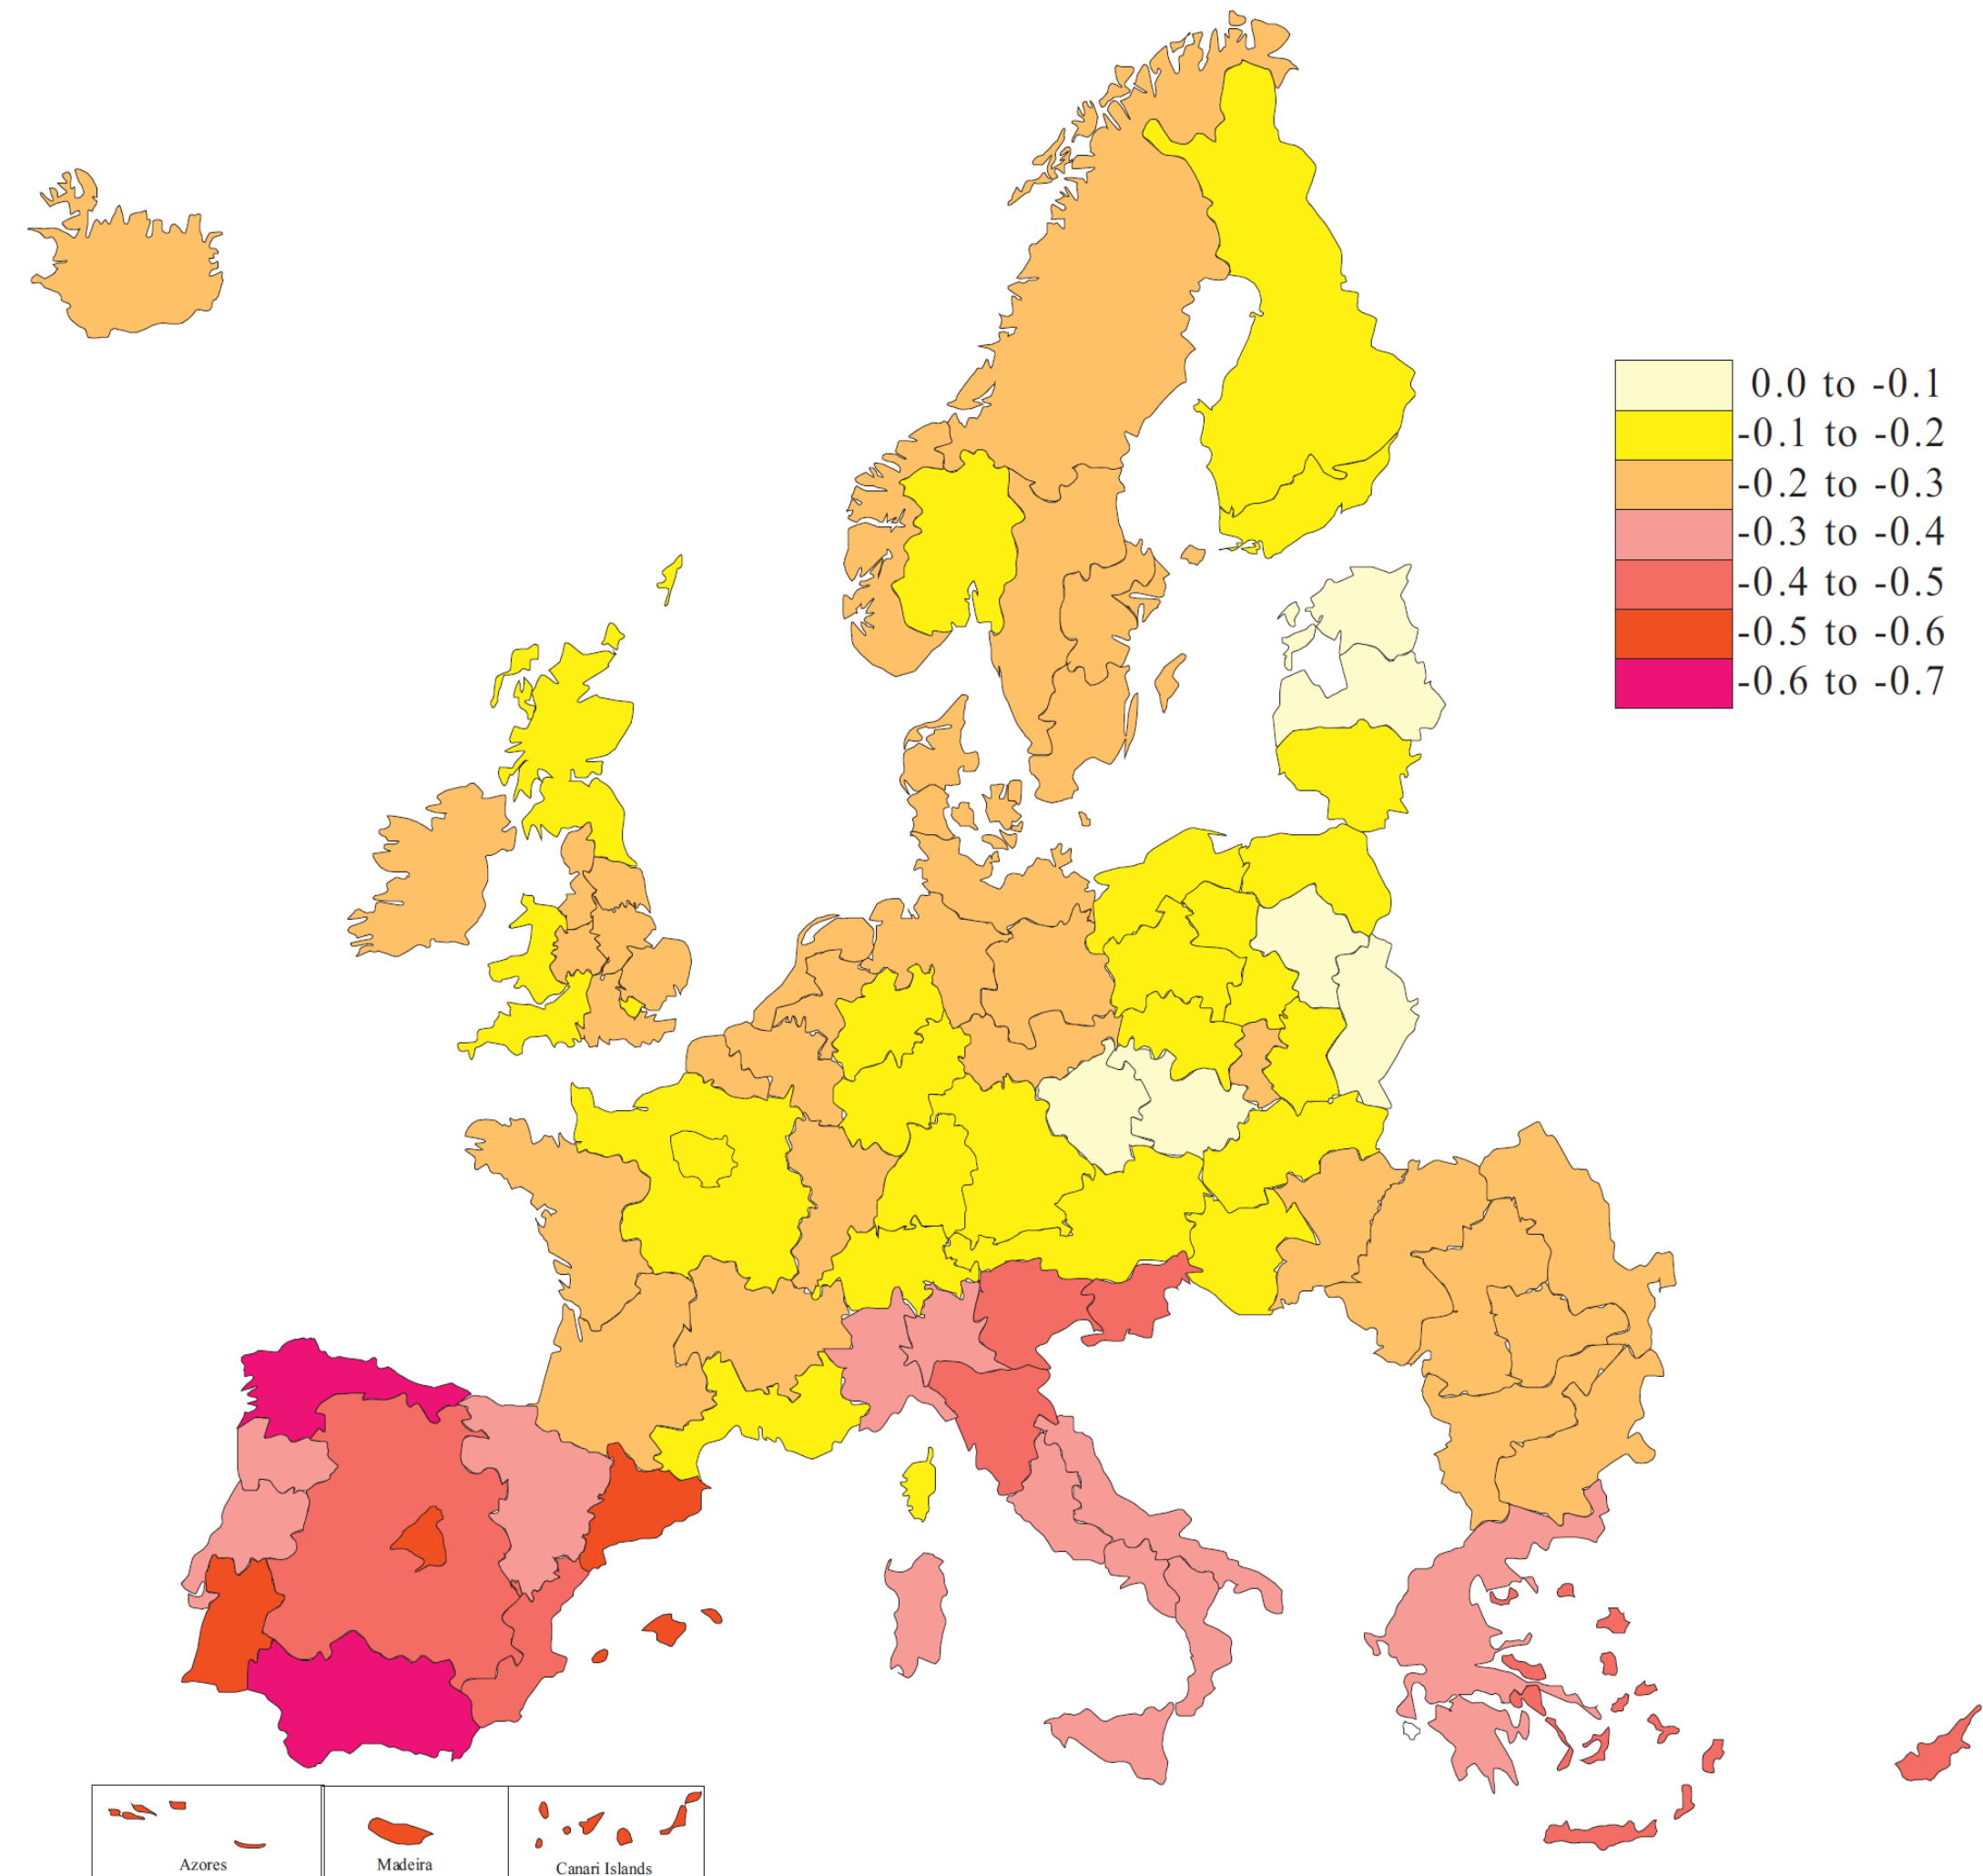 0.0 to -0.1
-0.1 to -0.2
-0.2 to -0.3
-0.3 to -0.4
-0.4 to -0.5
-0.5 to -0.6
-0.6 to -0.7
Azores
Madeira
Canari Islands